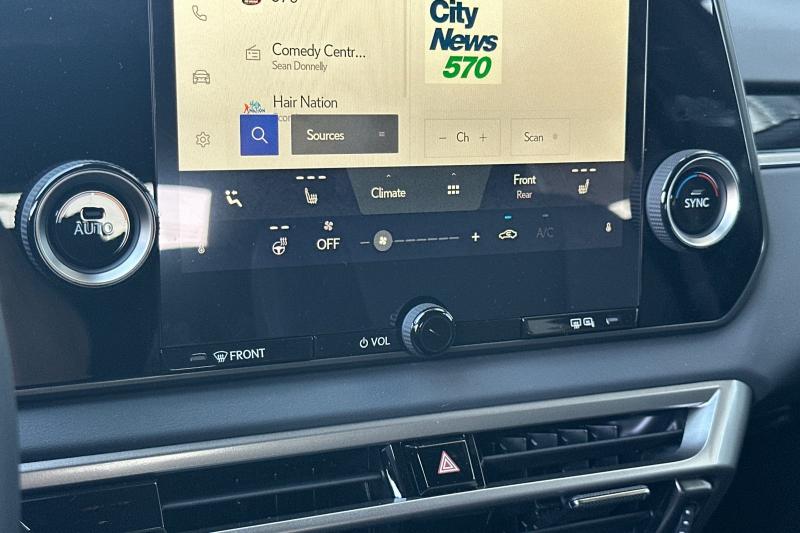 570
City
News
570
Comedy Centr...
Sean Donnelly
Hair Nation
Sources
– Ch +
Scan
Climate
Front
Rear
AUTO
SYNC
OFF
– +
A/C
FRONT
VOL